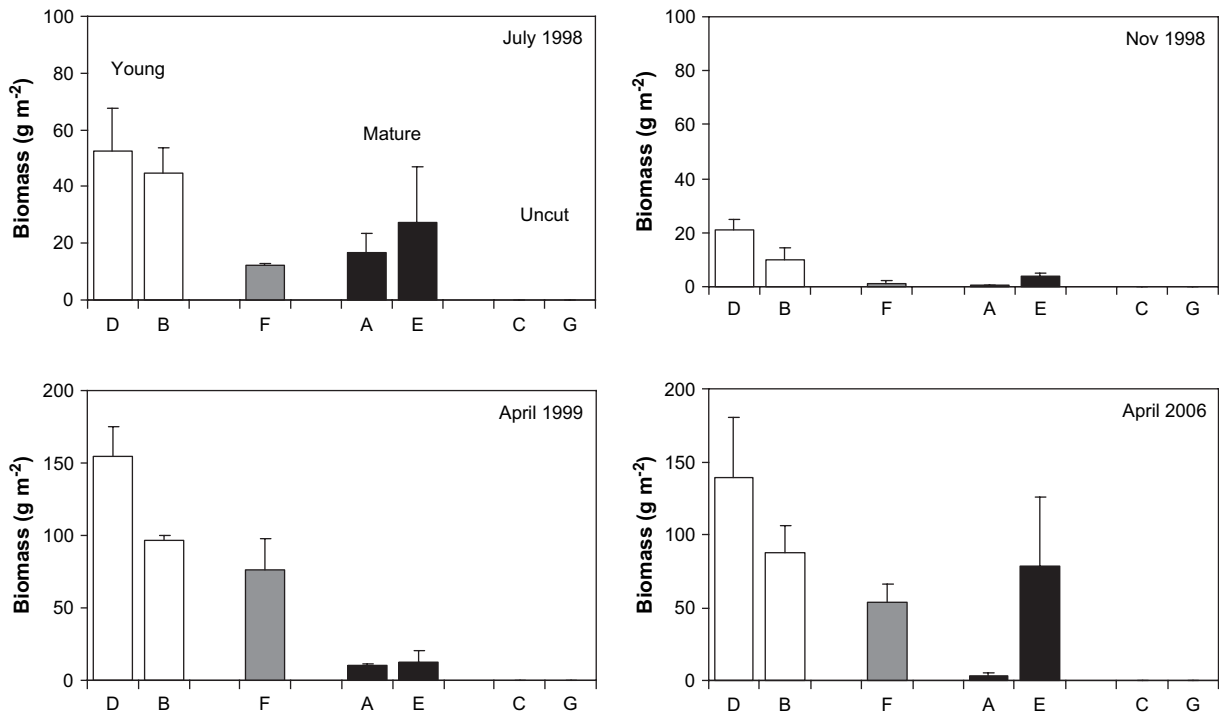 July 1998
Biomass (g m⁻²)
100
80
60
40
20
0
Young
Mature
Uncut
D B F A E C G
Nov 1998
Biomass (g m⁻²)
100
80
60
40
20
0
D B F A E C G
April 1999
Biomass (g m⁻²)
200
150
100
50
0
D B F A E C G
April 2006
Biomass (g m⁻²)
200
150
100
50
0
D B F A E C G